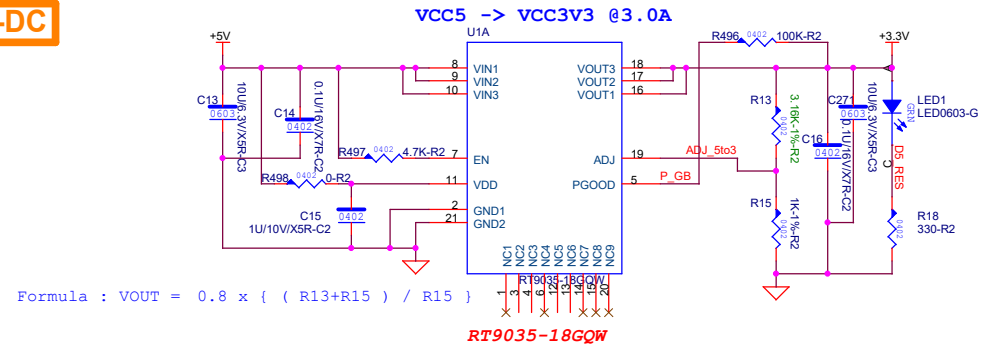 -DC
VCC5 -> VCC3V3 @3.0A
U1A
+5V
R496 0402 100K-R2
+3.3V
8 VIN1
9 VIN2
10 VIN3
VOUT3 18
VOUT2 17
VOUT1 16
C13
0603
10U/6.3V/X5R-C3
C14
0402
0.1U/16V/X7R-C2
R13
0402
3.16K-1%-R2
C271
0603
10U/6.3V/X5R-C3
C16
0402
0.1U/16V/X7R-C2
LED1
LED0603-G
GRN
A
C
D5_RES
R497 0402 4.7K-R2 7 EN
ADJ 19 ADJ_5to3
R498 0402 0-R2 11 VDD
PGOOD 5 P_GB
C15
0402
1U/10V/X5R-C2
2 GND1
21 GND2
R15
0402
1K-1%-R2
R18
330-R2
0402
NC1 NC2 NC3 NC4 NC5 NC6 NC7 NC8 NC9
RT9035-18GQW
1 3 4 6 12 13 14 15 20
Formula : VOUT = 0.8 x { ( R13+R15 ) / R15 }
RT9035-18GQW